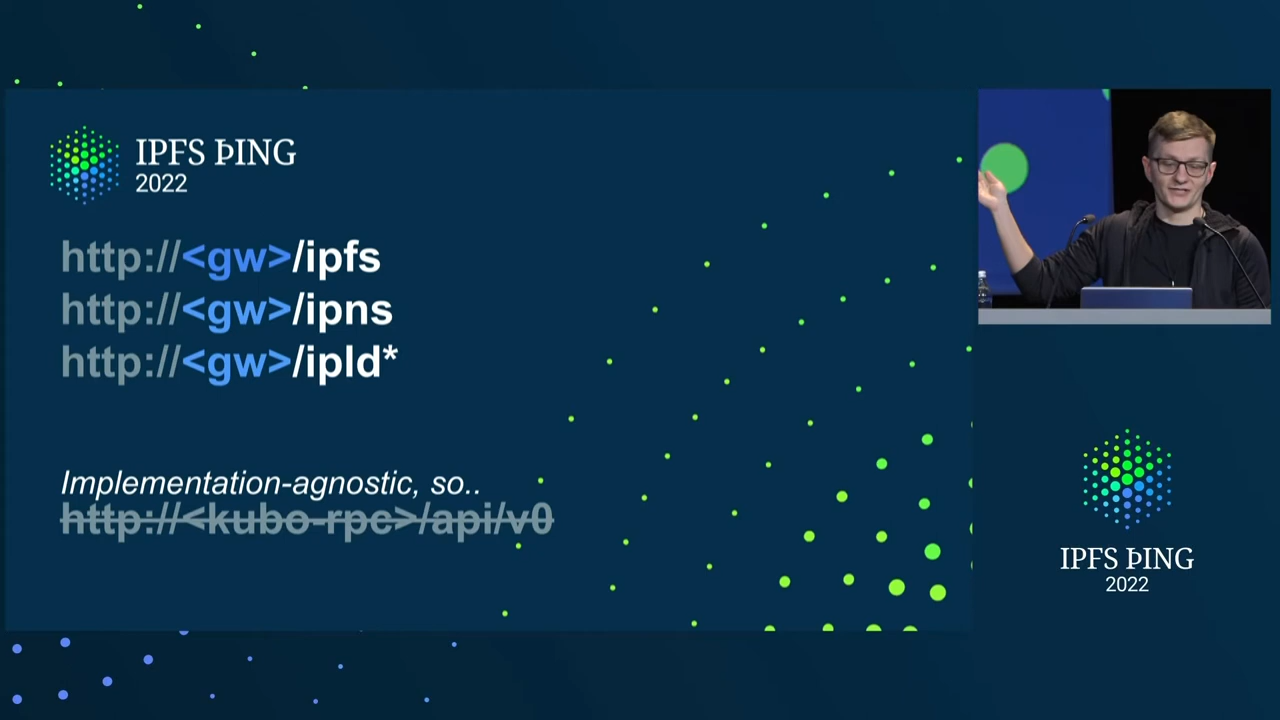 IPFS ÞING
2022
http://<gw>/ipfs
http://<gw>/ipns
http://<gw>/ipld*
Implementation-agnostic, so..
http://<kubo-rpc>/api/v0
IPFS ÞING
2022